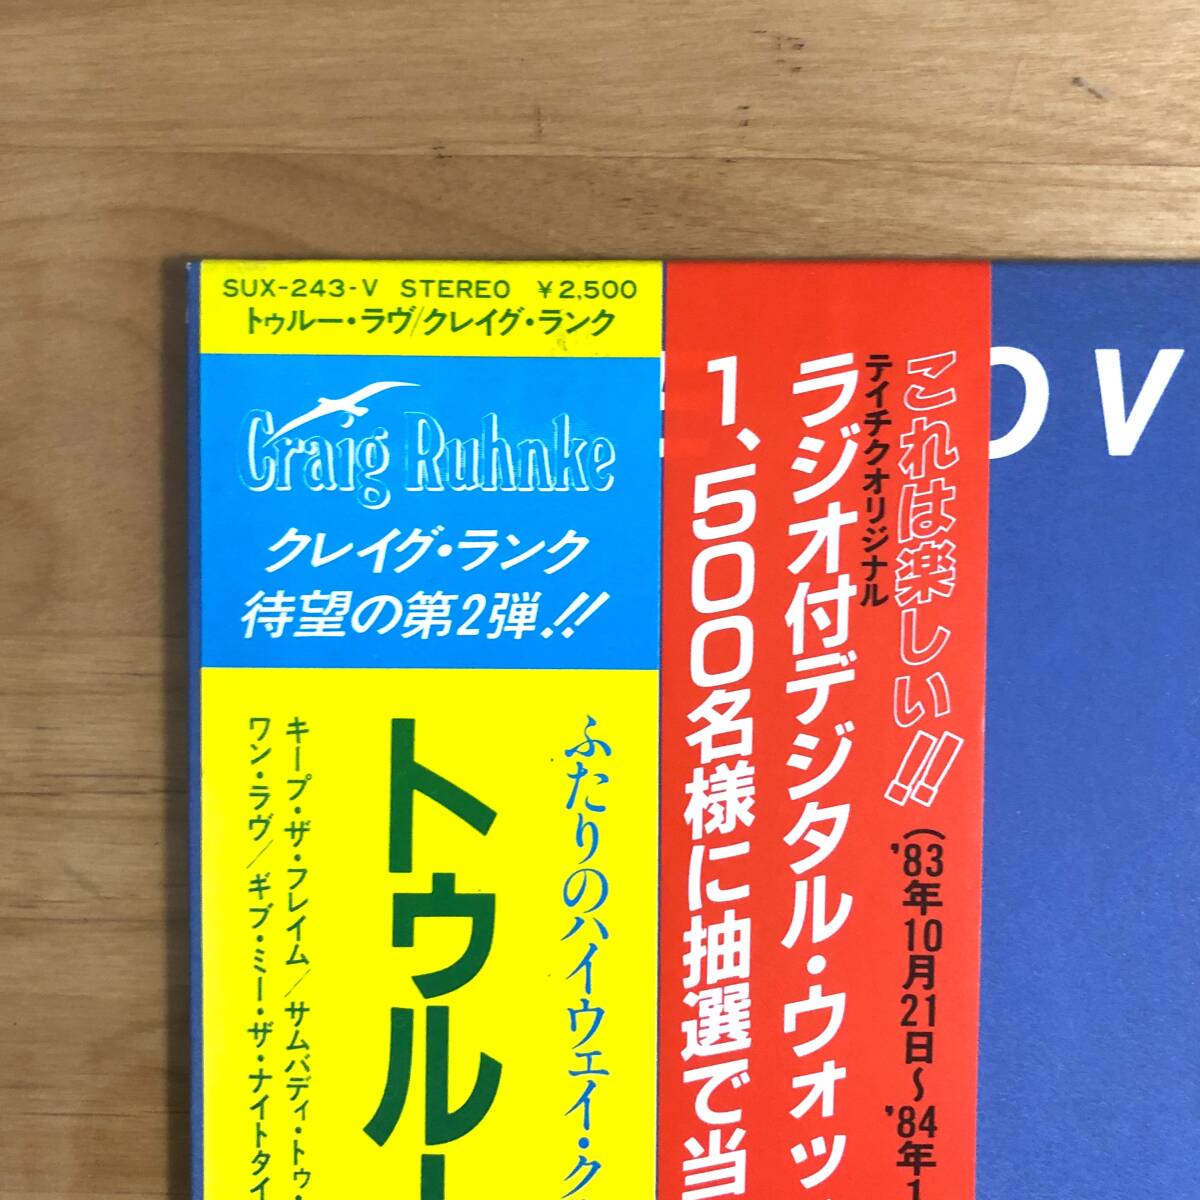 SUX-243-V STEREO ¥2,500
トゥルー・ラヴ/クレイグ・ランク
Craig Ruhnke
クレイグ・ランク
待望の第2弾!!
ふたりのハイウェイ・ク
トゥルー
キープ・ザ・フレイム/サムバディ・トゥ・
ワン・ラヴ/ギブ・ミー・ザ・ナイトタイ
これは楽しい!!
('83年10月21日〜'84年1
テイチクオリジナル
ラジオ付デジタル・ウォッ
1,500名様に抽選で当
OV